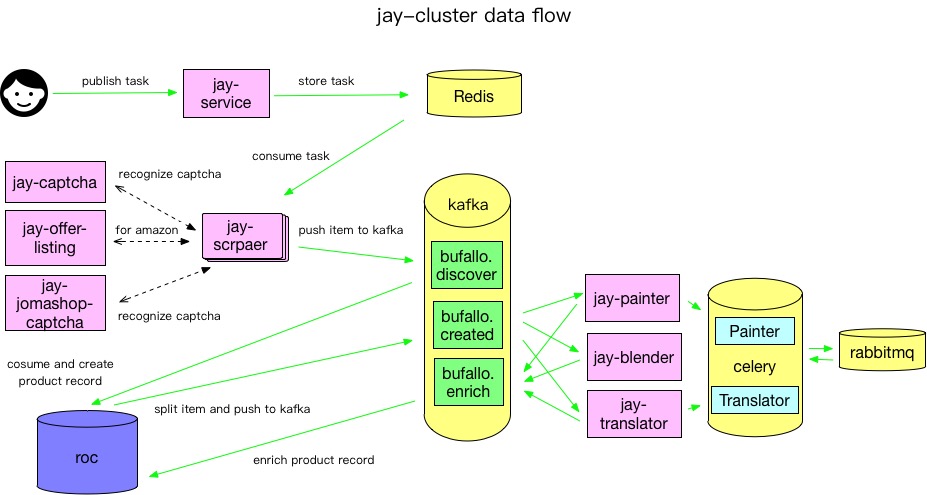 jay-cluster data flow
publish task
jay-
service
store task
Redis
consume task
jay-captcha
recognize captcha
jay-offer-
listing
for amazon
jay-
scrpaer
push item to kafka
jay-
jomashop-
captcha
recognize captcha
kafka
bufallo.
discover
bufallo.
created
bufallo.
enrich
jay-painter
jay-blender
jay-
translator
Painter
celery
Translator
rabbitmq
cosume and create
product record
split item and push to kafka
roc
enrich product record